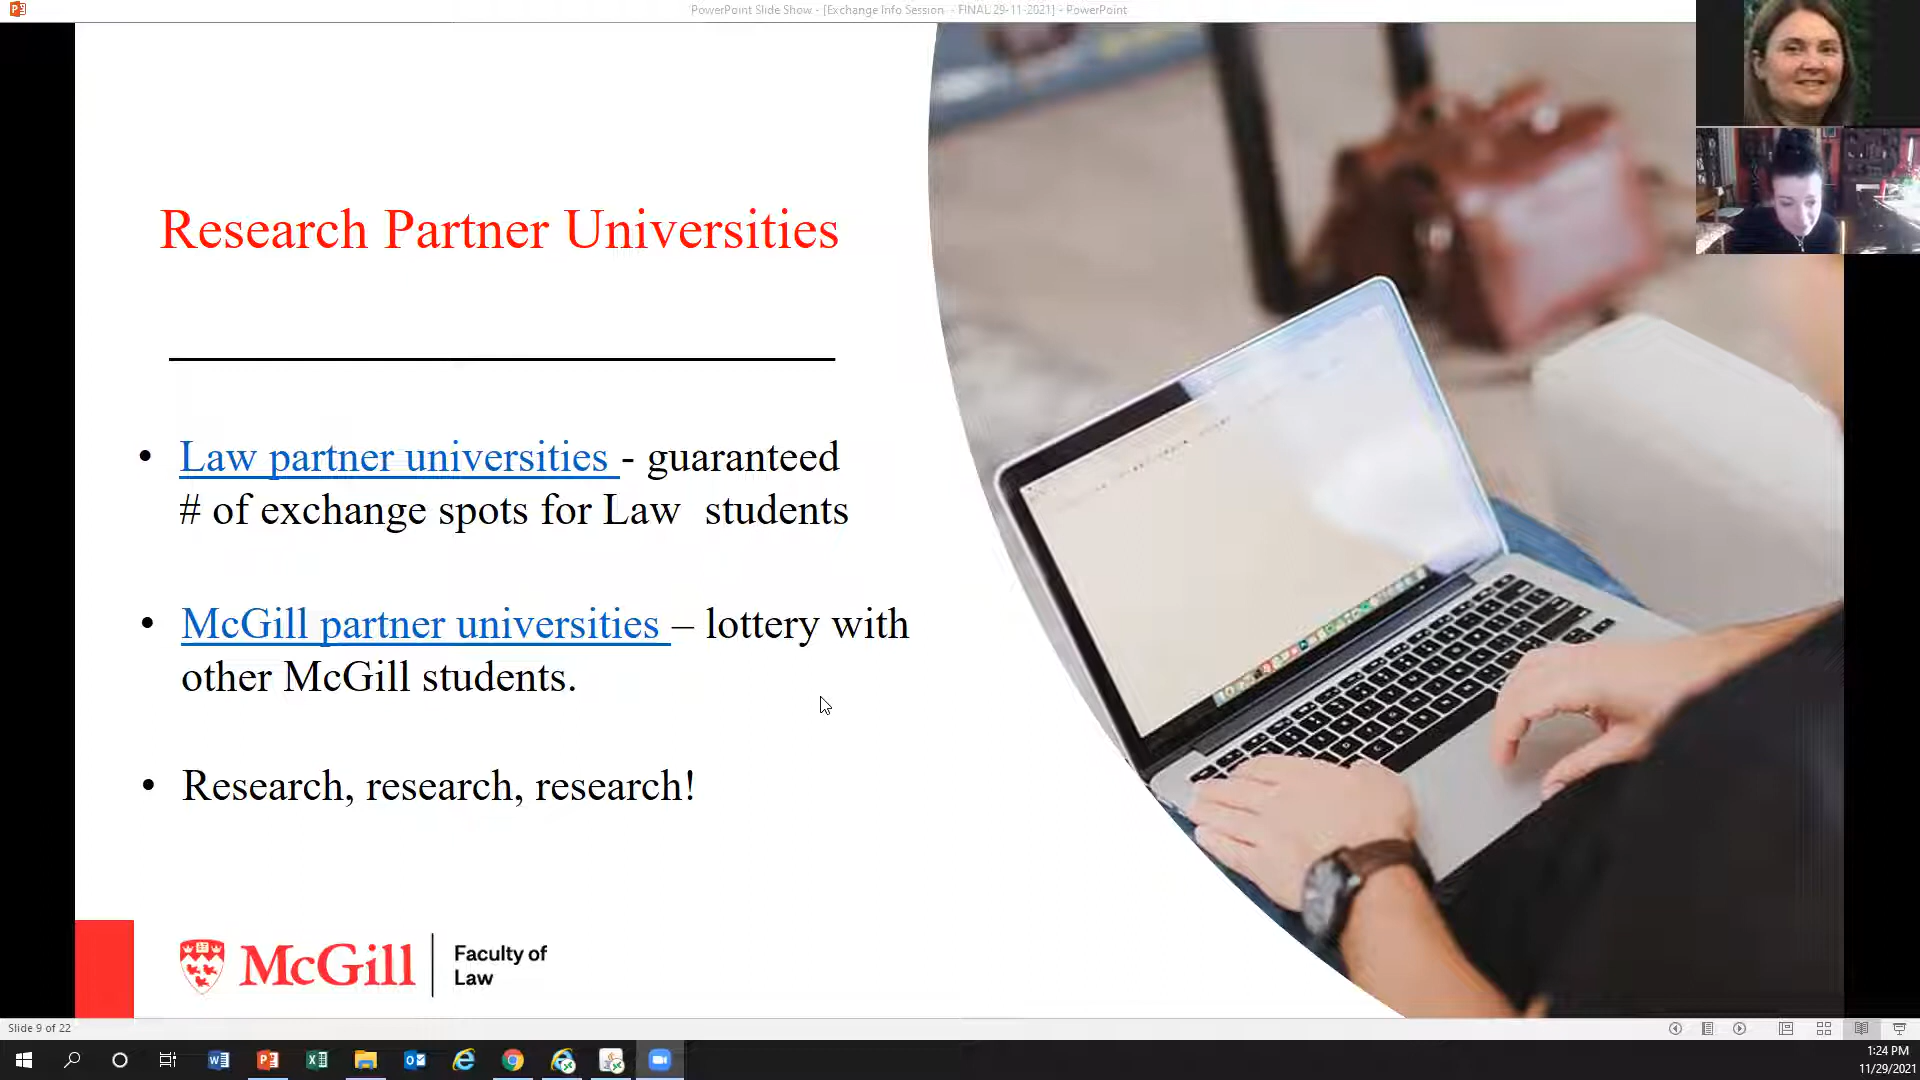 PowerPoint Slide Show - [Exchange Info Session - FINAL 29-11-2021] - PowerPoint
Research Partner Universities
• Law partner universities - guaranteed
# of exchange spots for Law students
• McGill partner universities – lottery with
other McGill students.
• Research, research, research!
McGill
Faculty of
Law
Slide 9 of 22
1:24 PM
11/29/2021